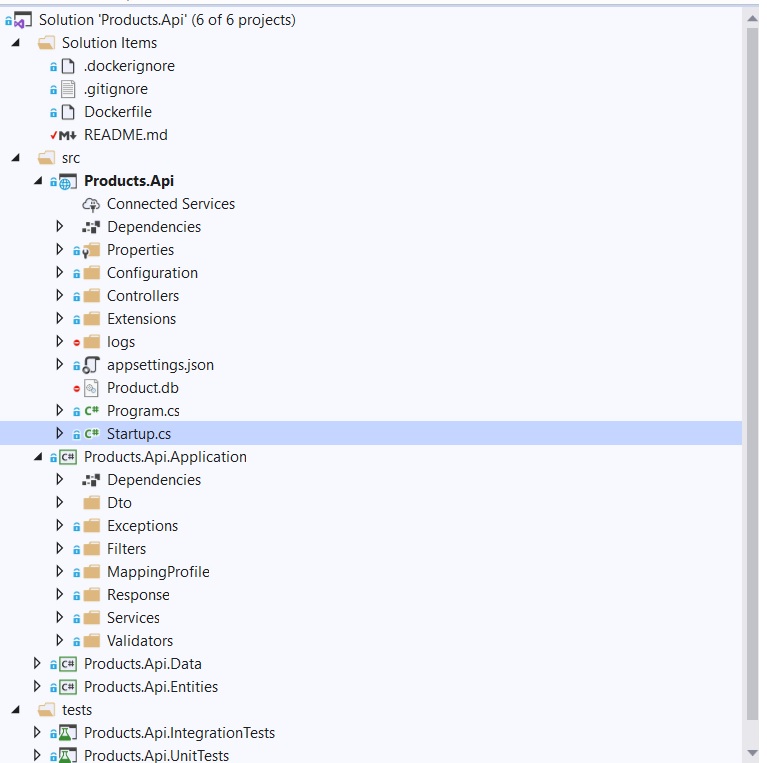 Solution 'Products.Api' (6 of 6 projects)
Solution Items
.dockerignore
.gitignore
Dockerfile
M README.md
src
Products.Api
Connected Services
Dependencies
Properties
Configuration
Controllers
Extensions
logs
appsettings.json
Product.db
C# Program.cs
C# Startup.cs
C# Products.Api.Application
Dependencies
Dto
Exceptions
Filters
MappingProfile
Response
Services
Validators
C# Products.Api.Data
C# Products.Api.Entities
tests
Products.Api.IntegrationTests
Products.Api.UnitTests